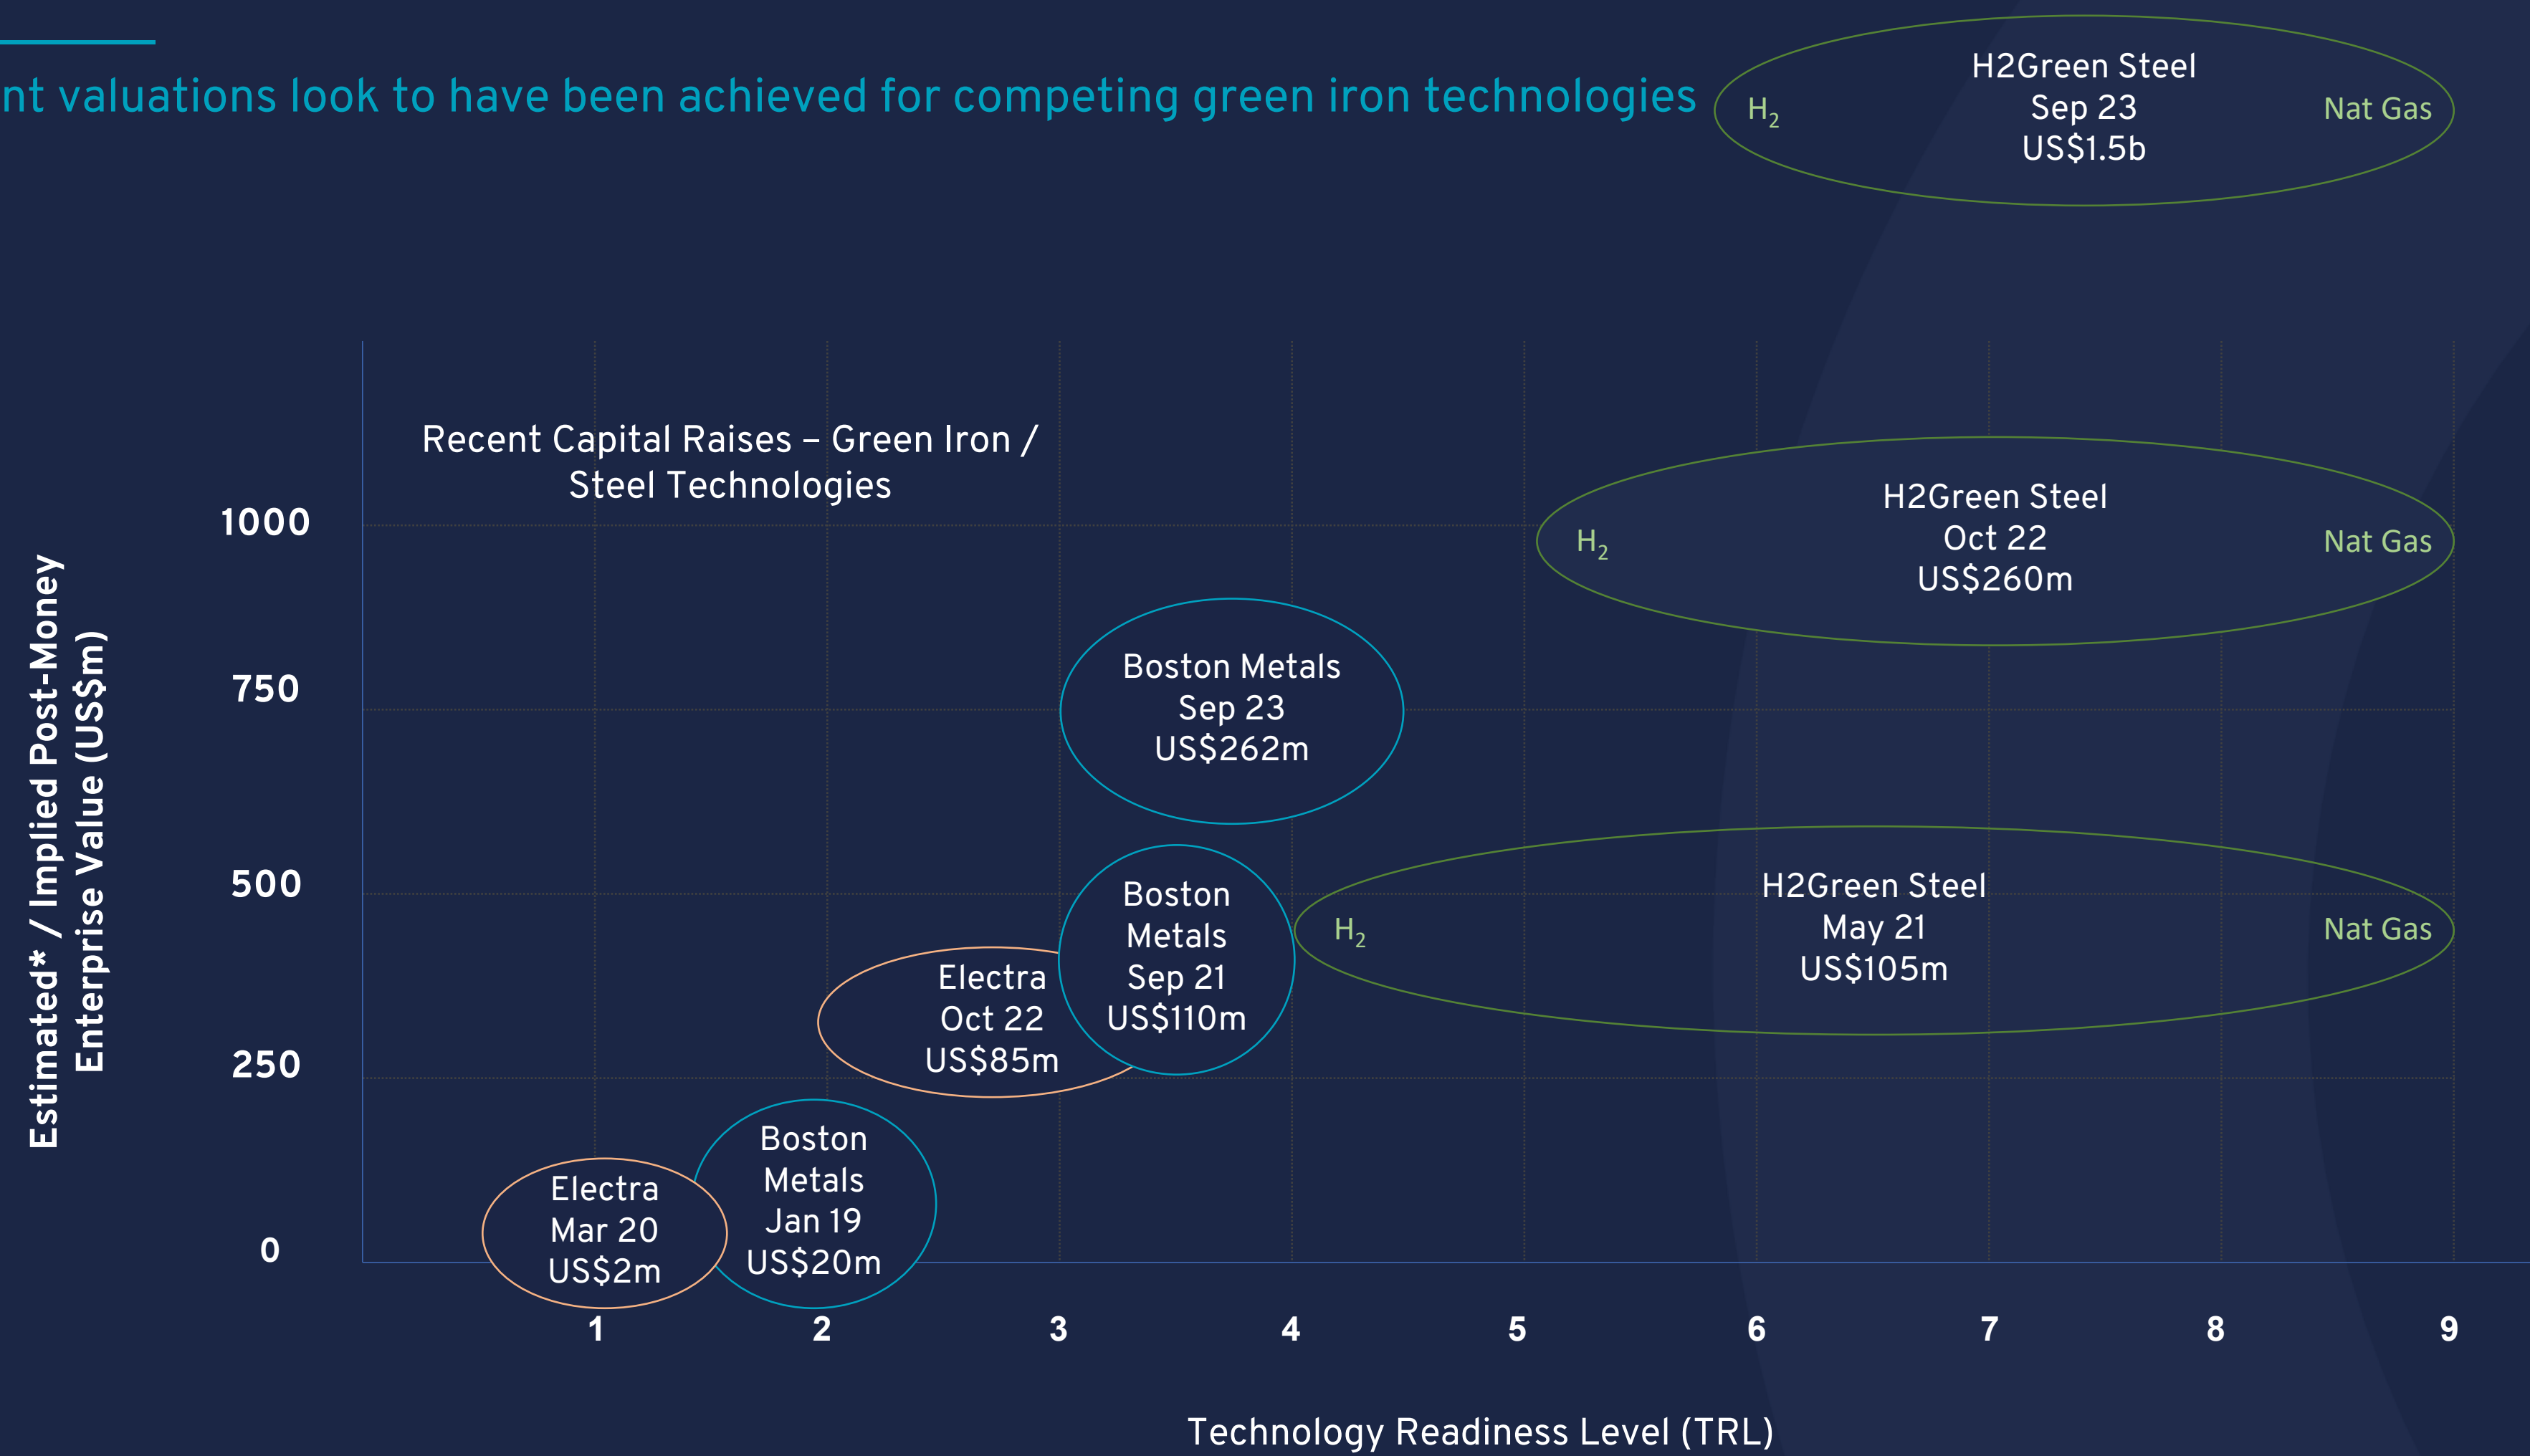 nt valuations look to have been achieved for competing green iron technologies
H2Green Steel
Sep 23
US$1.5b
H₂
Nat Gas
Recent Capital Raises – Green Iron /
Steel Technologies
Estimated* / Implied Post-Money
Enterprise Value (US$m)
1000
750
500
250
0
H2Green Steel
Oct 22
US$260m
H₂
Nat Gas
Boston Metals
Sep 23
US$262m
H2Green Steel
May 21
US$105m
H₂
Nat Gas
Boston
Metals
Sep 21
US$110m
Electra
Oct 22
US$85m
Boston
Metals
Jan 19
US$20m
Electra
Mar 20
US$2m
1
2
3
4
5
6
7
8
9
Technology Readiness Level (TRL)